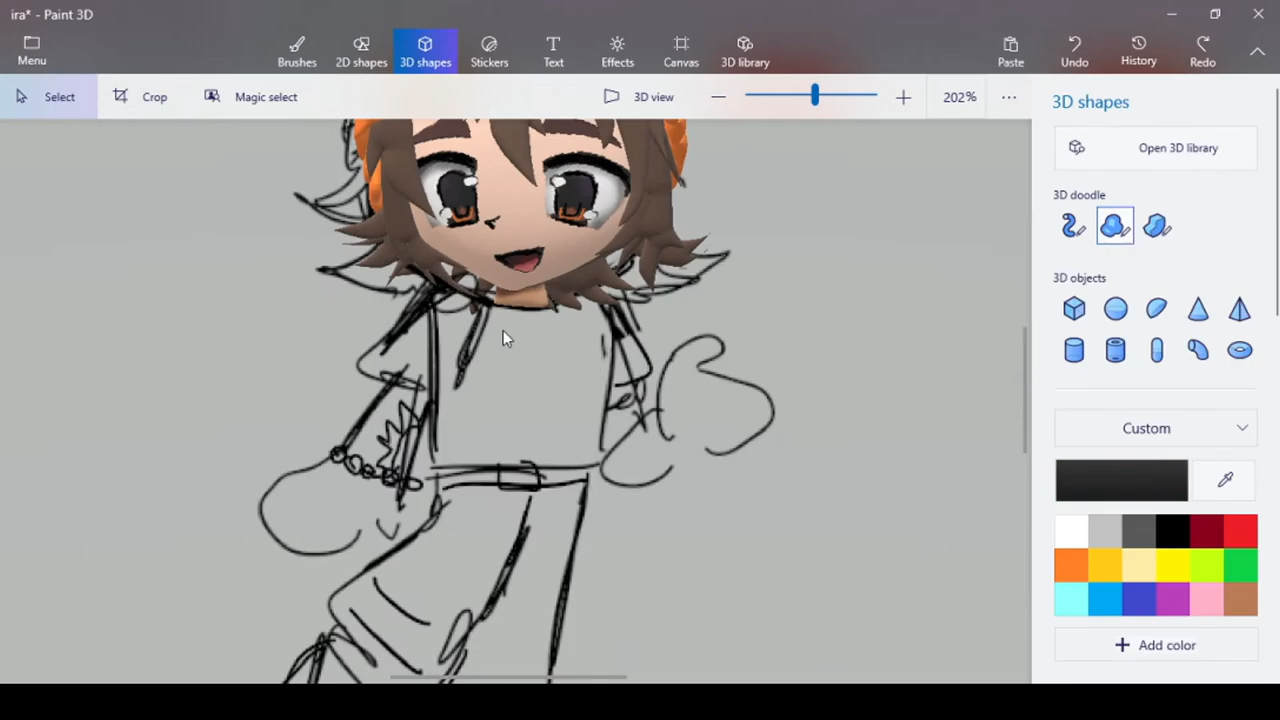 ira* - Paint 3D
Menu
Brushes
2D shapes
3D shapes
Stickers
Text
Effects
Canvas
3D library
Paste
Undo
History
Redo
Select
Crop
Magic select
3D view
202%
3D shapes
Open 3D library
3D doodle
3D objects
Custom
Add color